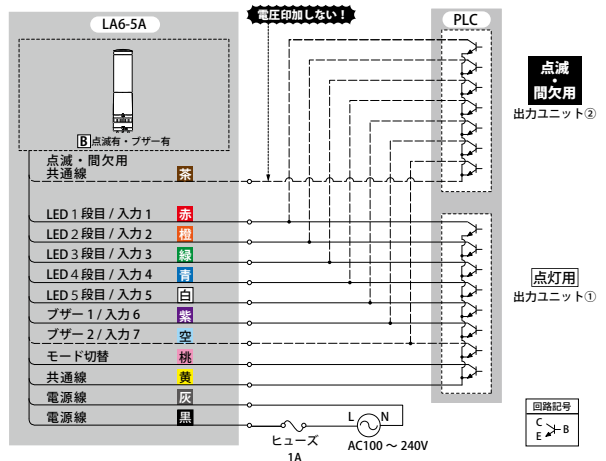 LA6-5A
電圧印加しない！
PLC
B 点滅有・ブザー有
点滅
・
間欠用
出力ユニット②
点滅・間欠用
共通線 茶
LED 1 段目 / 入力 1 赤
LED 2 段目 / 入力 2 橙
LED 3 段目 / 入力 3 緑
LED 4 段目 / 入力 4 青
LED 5 段目 / 入力 5 白
ブザー 1 / 入力 6 紫
ブザー 2 / 入力 7 空
モード切替 桃
共通線 黄
電源線 灰
電源線 黒
点灯用
出力ユニット①
L N
ヒューズ
1A
AC100 ～ 240V
回路記号
C
B
E